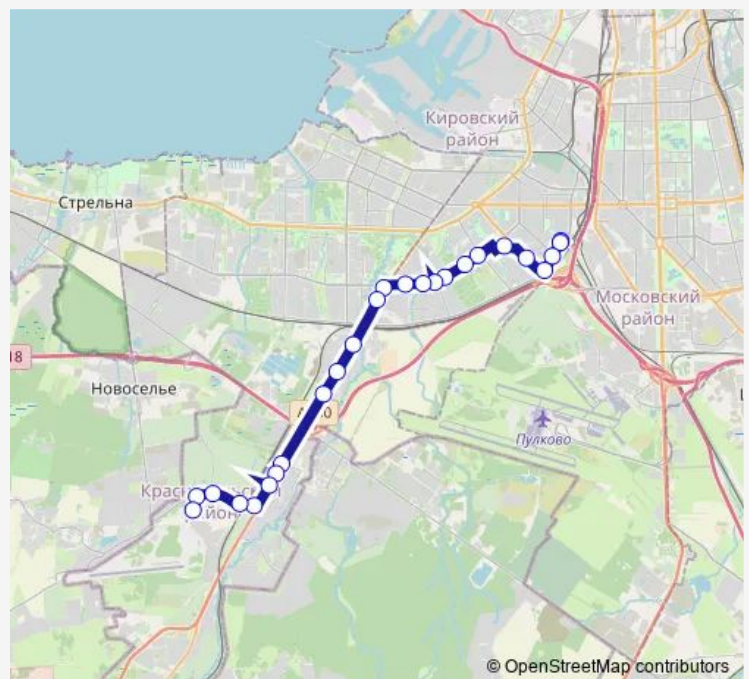 Кировский
район
Стрельна
Московский
район
18
Новоселье
Пулково
© OpenStreetMap contributors